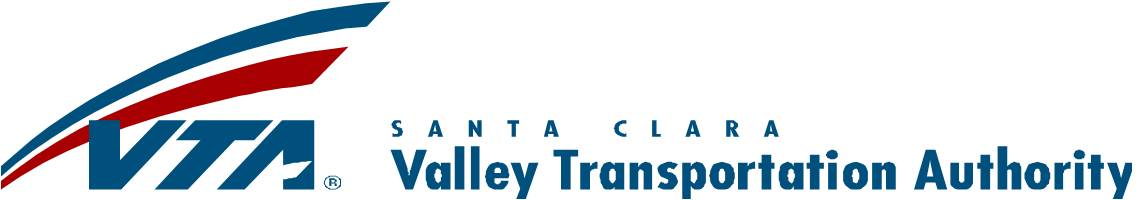 VTA®
SANTA CLARA
Valley Transportation Authority